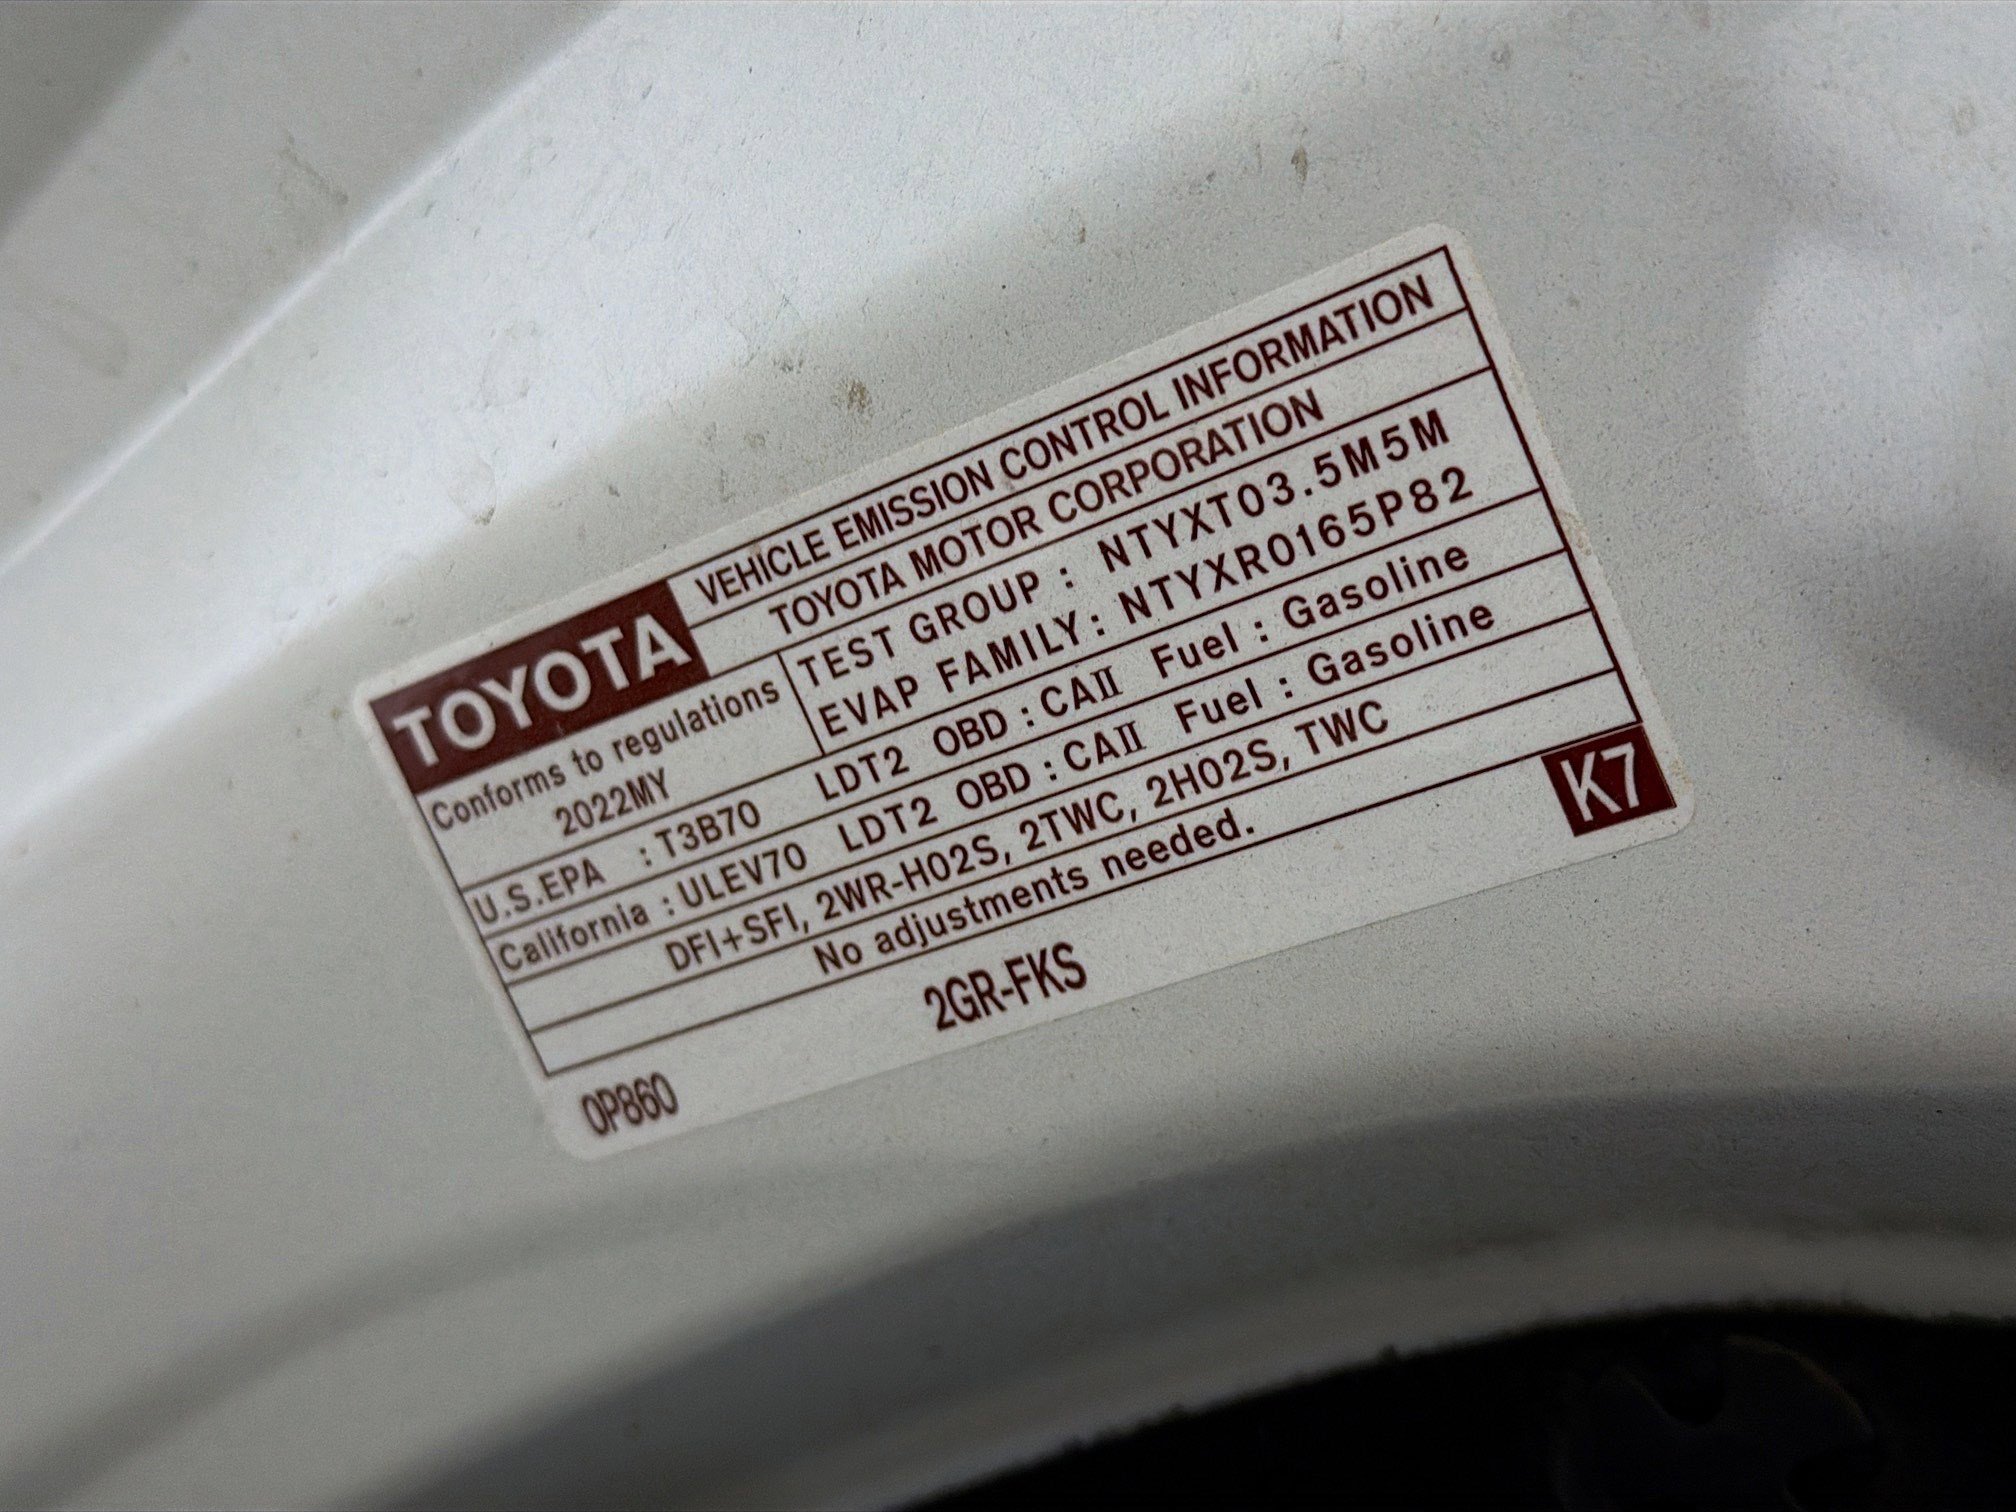 TOYOTA VEHICLE EMISSION CONTROL INFORMATION
TOYOTA MOTOR CORPORATION
Conforms to regulations
2022MY
TEST GROUP : NTYXT03.5M5M
EVAP FAMILY: NTYXR0165P82
U.S.EPA : T3B70 LDT2 OBD : CAⅡ Fuel : Gasoline
California : ULEV70 LDT2 OBD : CAⅡ Fuel : Gasoline
DFI+SFI, 2WR-HO2S, 2TWC, 2HO2S, TWC
No adjustments needed.
K7
2GR-FKS
0P860